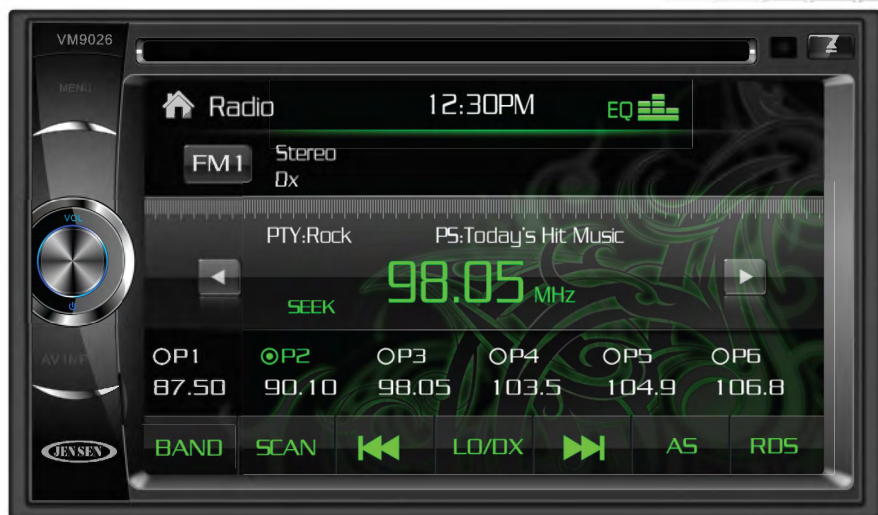 VM9026
MENU
Radio 12:30PM EQ
FM1 Stereo
Dx
VOL
PTY:Rock PS:Today's Hit Music
98.05 MHz
SEEK
P1 P2 P3 P4 P5 P6
87.50 90.10 98.05 103.5 104.9 106.8
JENSEN
BAND SCAN LO/DX AS RDS